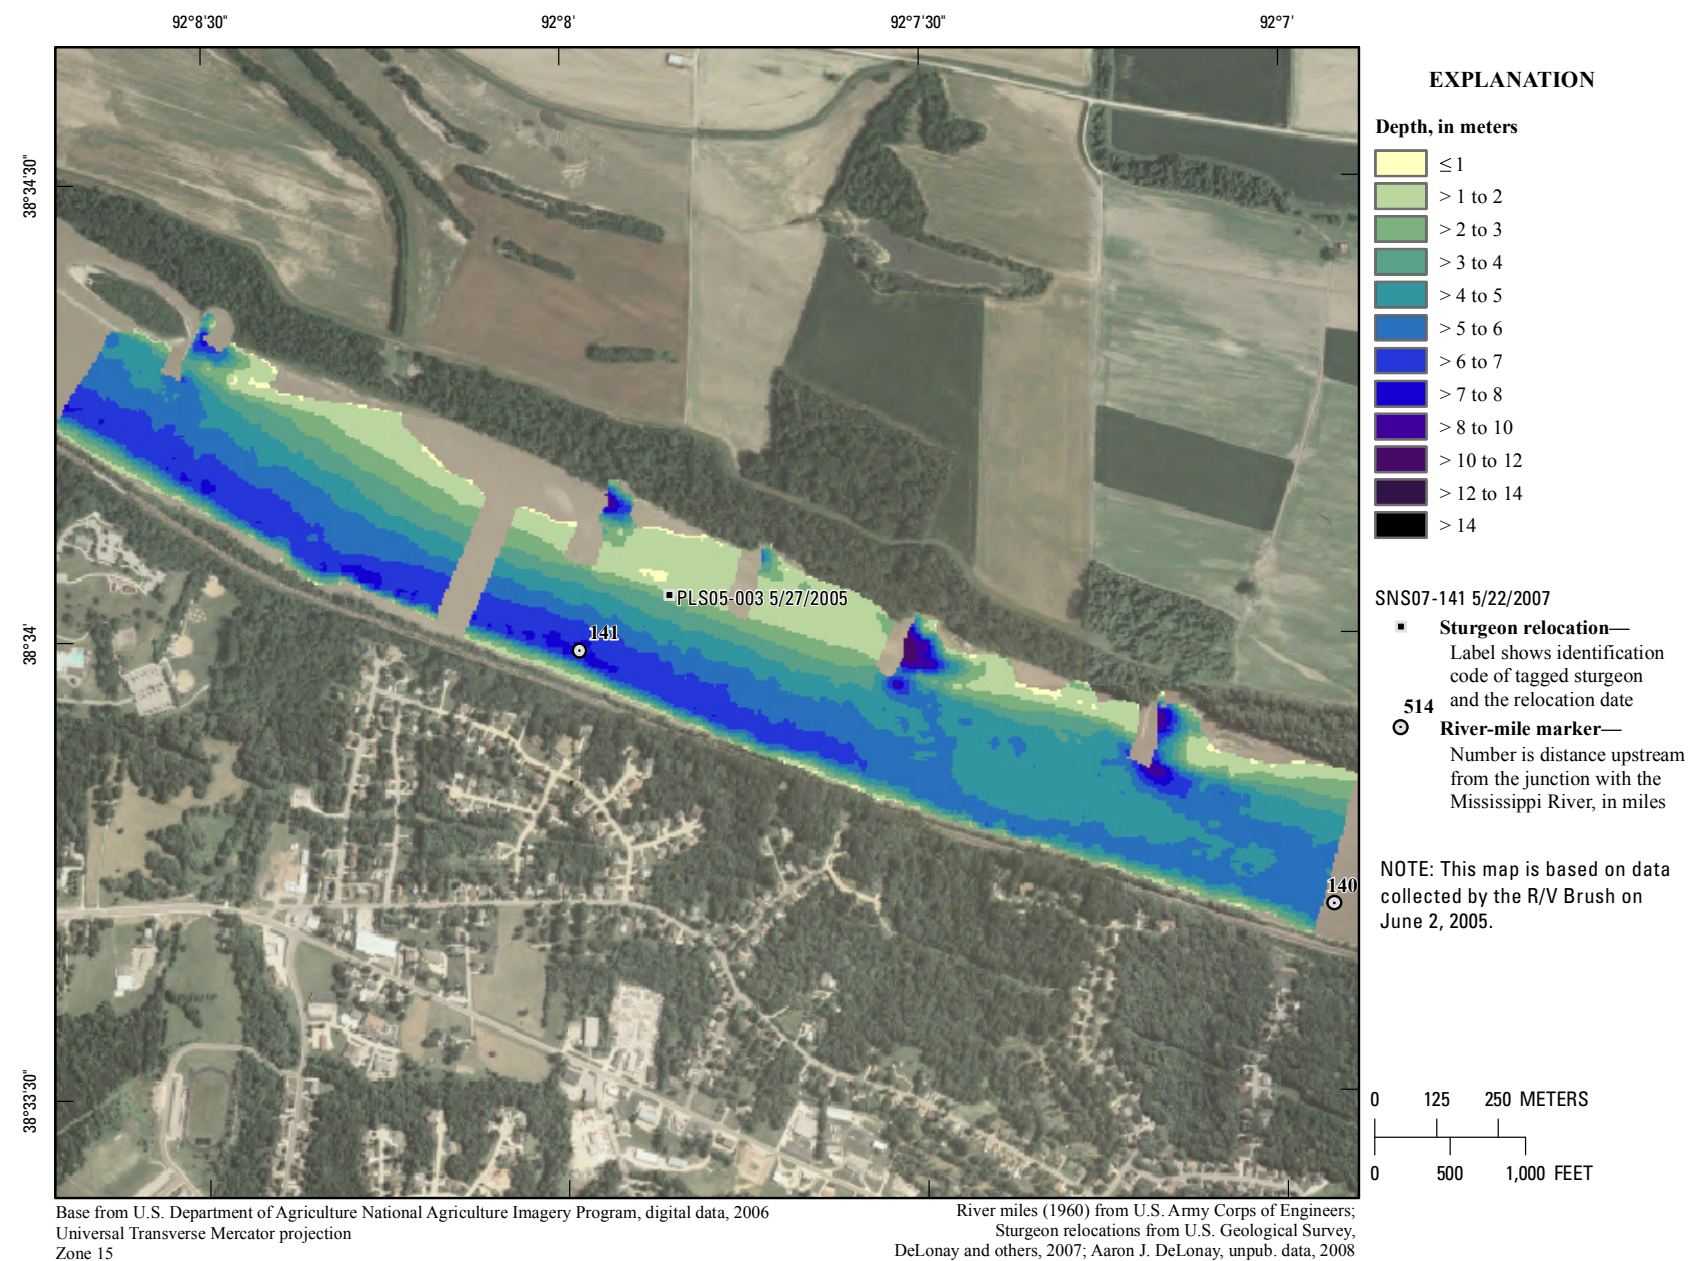 92°8'30"
92°8'
92°7'30"
92°7'
38°34'30"
38°34'
38°33'30"
PLS05-003 5/27/2005
141
140
EXPLANATION
Depth, in meters
≤ 1
> 1 to 2
> 2 to 3
> 3 to 4
> 4 to 5
> 5 to 6
> 6 to 7
> 7 to 8
> 8 to 10
> 10 to 12
> 12 to 14
> 14
SNS07-141 5/22/2007
Sturgeon relocation—
Label shows identification
code of tagged sturgeon
and the relocation date
514
River-mile marker—
Number is distance upstream
from the junction with the
Mississippi River, in miles
NOTE: This map is based on data
collected by the R/V Brush on
June 2, 2005.
0 125 250 METERS
0 500 1,000 FEET
Base from U.S. Department of Agriculture National Agriculture Imagery Program, digital data, 2006
Universal Transverse Mercator projection
Zone 15
River miles (1960) from U.S. Army Corps of Engineers;
Sturgeon relocations from U.S. Geological Survey,
DeLonay and others, 2007; Aaron J. DeLonay, unpub. data, 2008